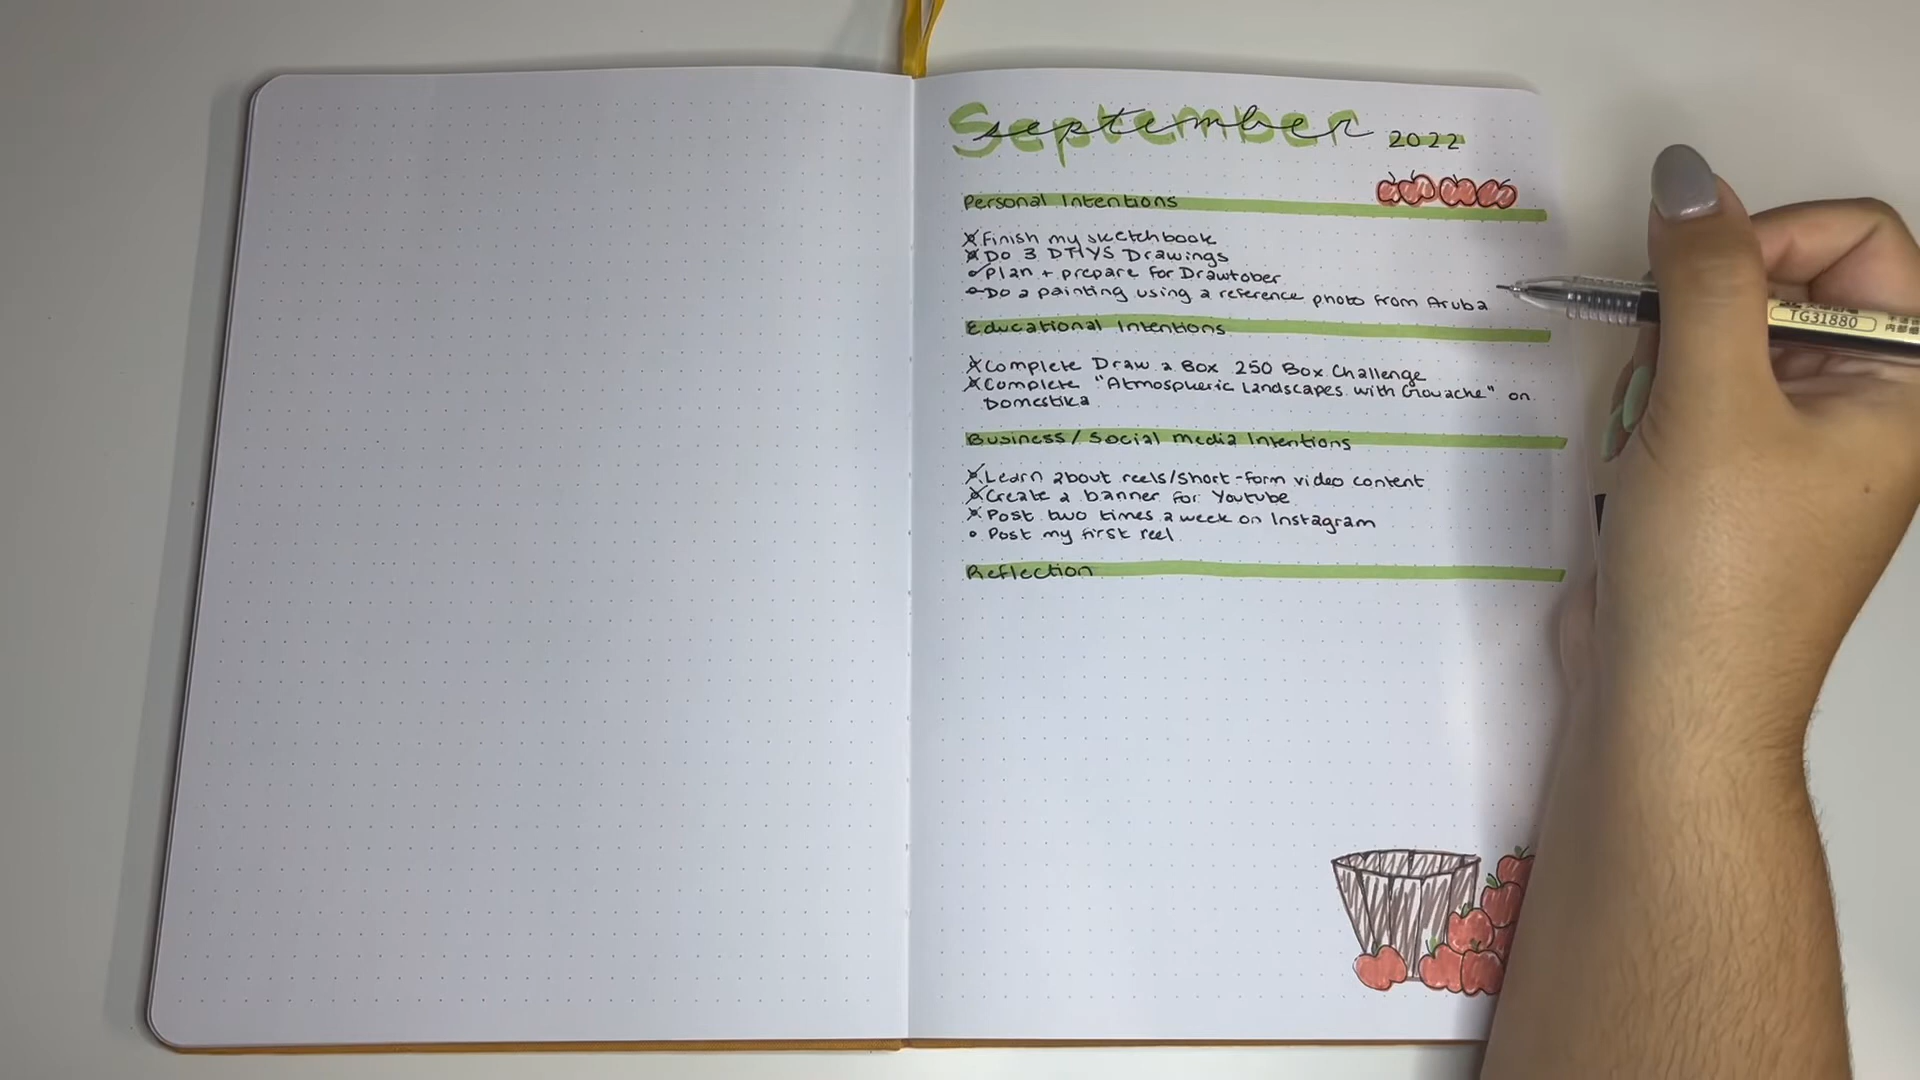 September
september 2022
Personal Intentions
Finish my sketchbook
Do 3 DTIYS Drawings
Plan + prepare for Drawtober
Do a painting using a reference photo from Aruba
Educational Intentions
Complete Draw a Box 250 Box Challenge
Complete "Atmospheric Landscapes with Gouache" on
Domestika
Business/Social Media Intentions
Learn about reels/short-form video content
Create a banner for Youtube
Post two times a week on Instagram
Post my first reel
Reflection
TG31880